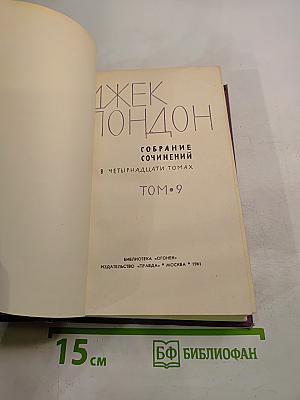 ДЖЕК
ЛОНДОН
СОБРАНИЕ
СОЧИНЕНИЙ
В ЧЕТЫРНАДЦАТИ ТОМАХ
ТОМ • 9
БИБЛИОТЕКА «ОГОНЕК»
ИЗДАТЕЛЬСТВО «ПРАВДА» • МОСКВА • 1961
15 см
БФ БИБЛИОФАН